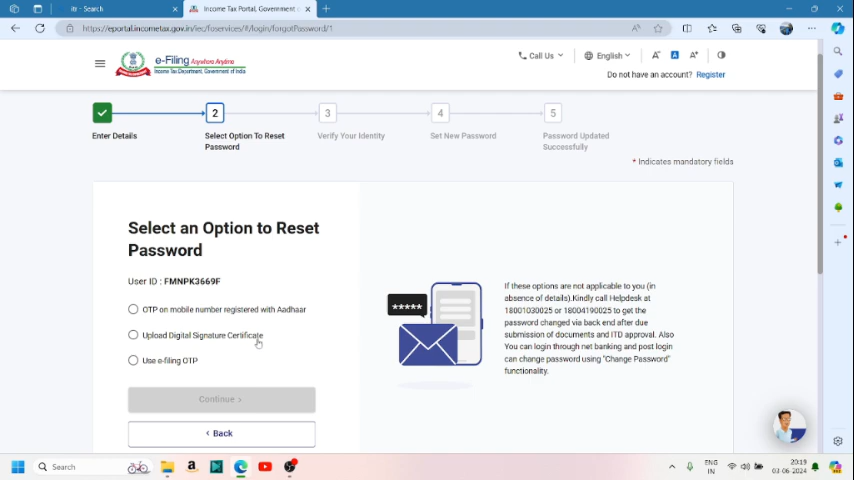 itr - Search
Income Tax Portal, Government o
https://eportal.incometax.gov.in/iec/foservices/#/login/forgotPassword/1
e-Filing Anywhere Anytime
Income Tax Department, Government of India
Call Us
English
A
A
A
Do not have an account? Register
2
3
4
5
Enter Details
Select Option To Reset
Password
Verify Your Identity
Set New Password
Password Updated
Successfully
* Indicates mandatory fields
Select an Option to Reset
Password
User ID : FMNPK3669F
OTP on mobile number registered with Aadhaar
Upload Digital Signature Certificate
Use e-filing OTP
Continue >
< Back
*****
If these options are not applicable to you (in
absence of details).Kindly call Helpdesk at
18001030025 or 18004190025 to get the
password changed via back end after due
submission of documents and ITD approval. Also
You can login through net banking and post login
can change password using "Change Password"
functionality.
Search
ENG
IN
20:19
03-06-2024